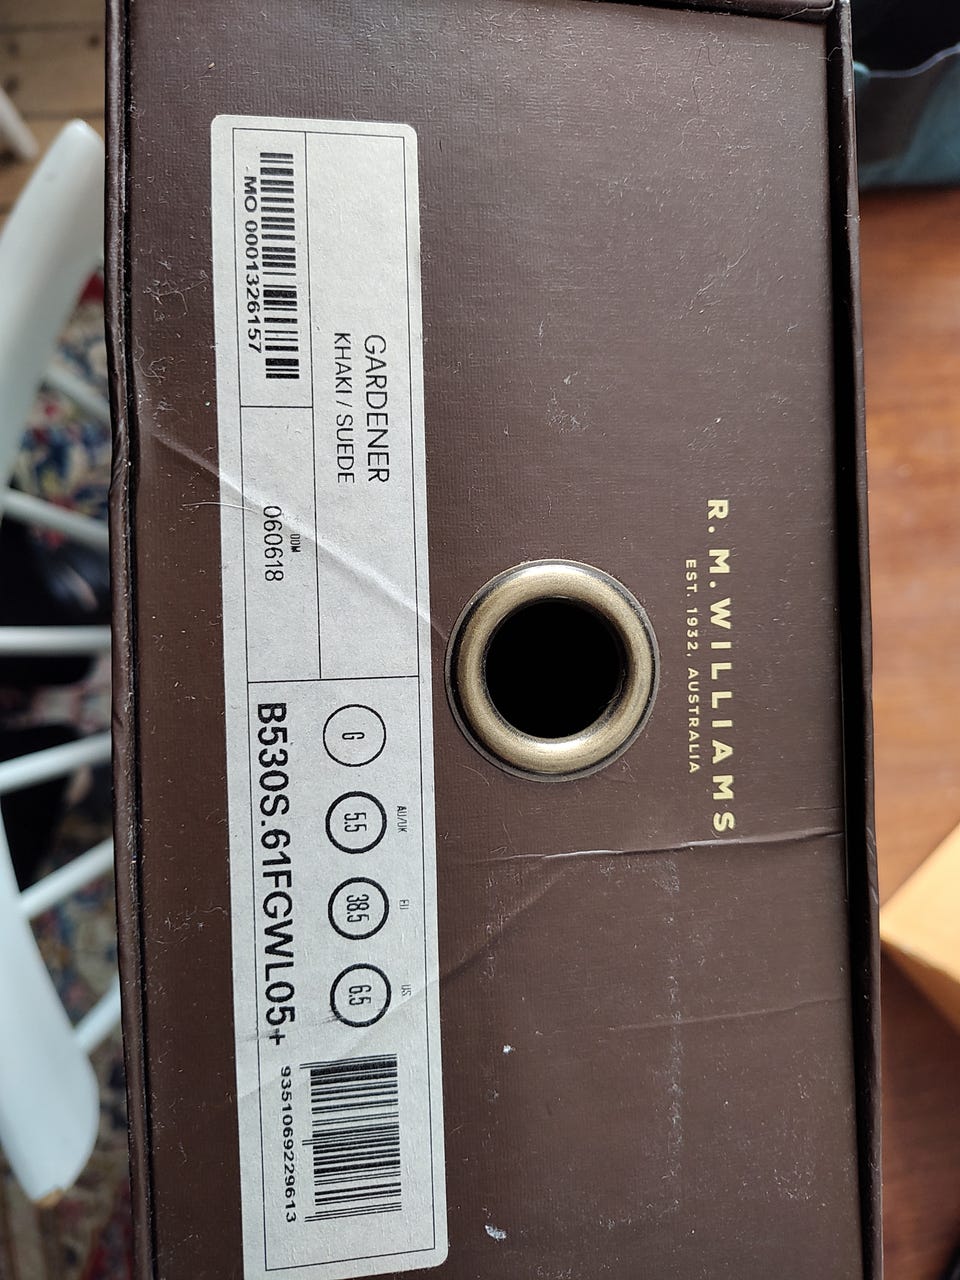 R. M. WILLIAMS
EST. 1932, AUSTRALIA
GARDENER
KHAKI / SUEDE
MO 0001326157
DOM
060618
G
AU/UK
5.5
EU
38.5
US
6.5
B530S.61FGWL05+
9351069229613